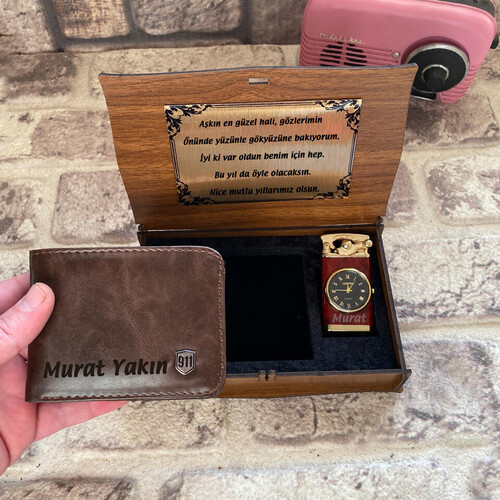 Aşkın en güzel hali, gözlerimin
Önünde yüzünle gökyüzüne bakıyorum.
İyi ki var oldun benim için hep.
Bu yıl da öyle olacaksın.
Nice mutlu yıllarımız olsun.
Murat
Murat Yakın
911